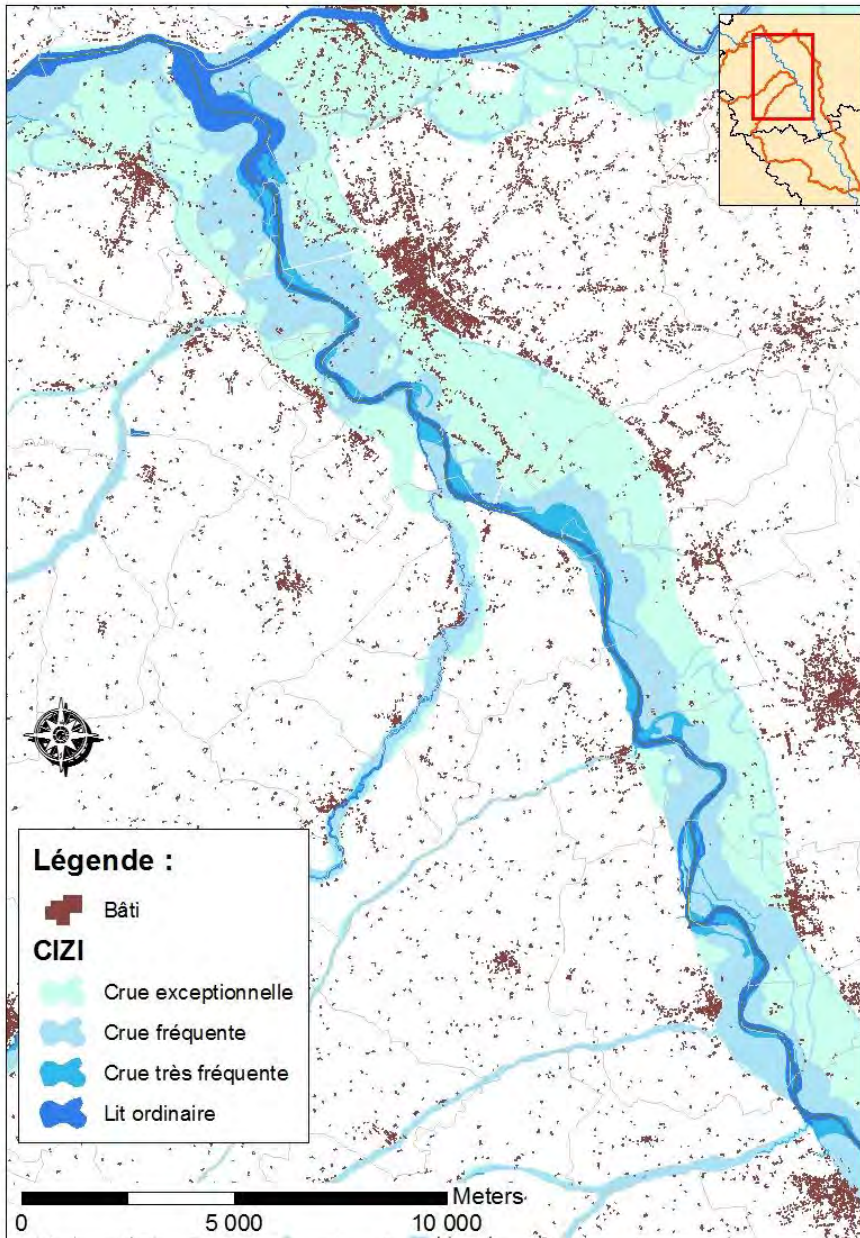 Légende :
Bâti
CIZI
Crue exceptionnelle
Crue fréquente
Crue très fréquente
Lit ordinaire
Meters
0 5 000 10 000